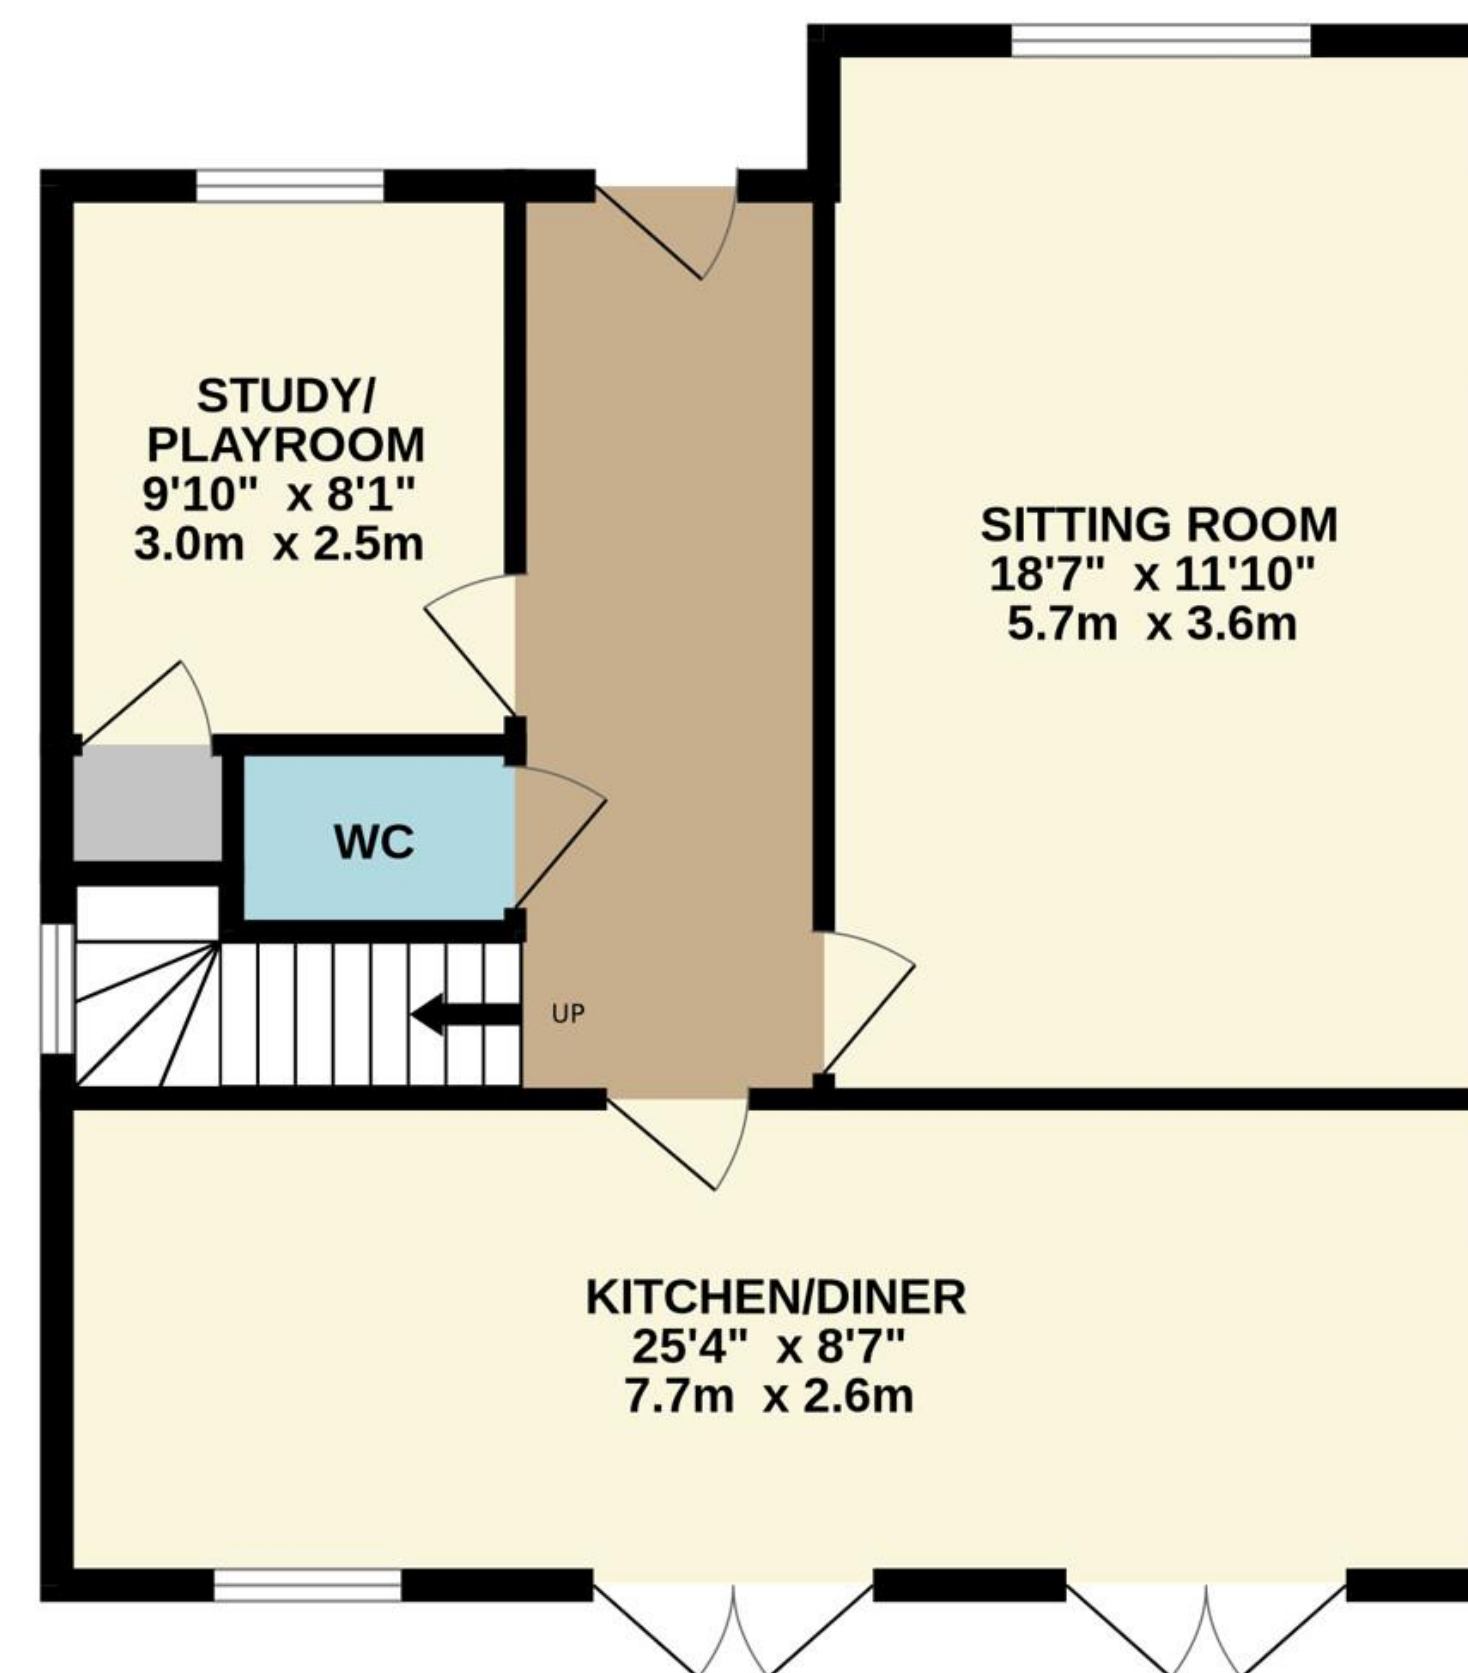 STUDY/
PLAYROOM
9'10" x 8'1"
3.0m x 2.5m
SITTING ROOM
18'7" x 11'10"
5.7m x 3.6m
WC
UP
KITCHEN/DINER
25'4" x 8'7"
7.7m x 2.6m